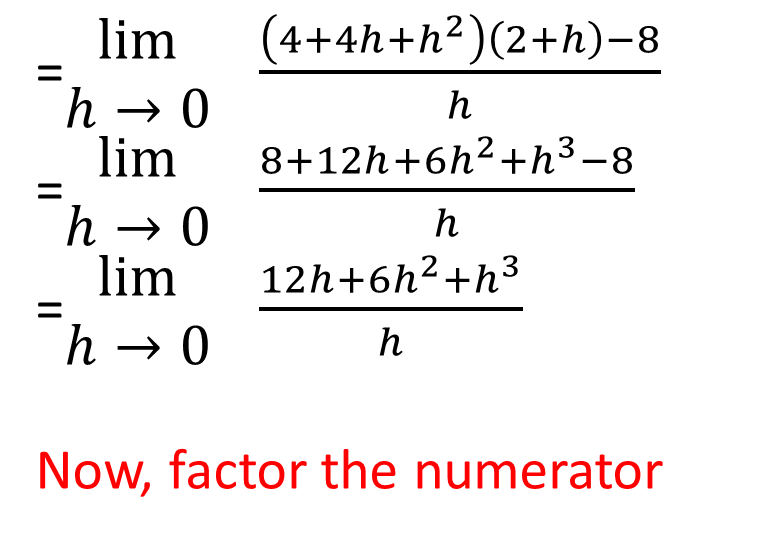 = lim h → 0 (4+4h+h²)(2+h)−8 / h
= lim h → 0 8+12h+6h²+h³−8 / h
= lim h → 0 12h+6h²+h³ / h
Now, factor the numerator